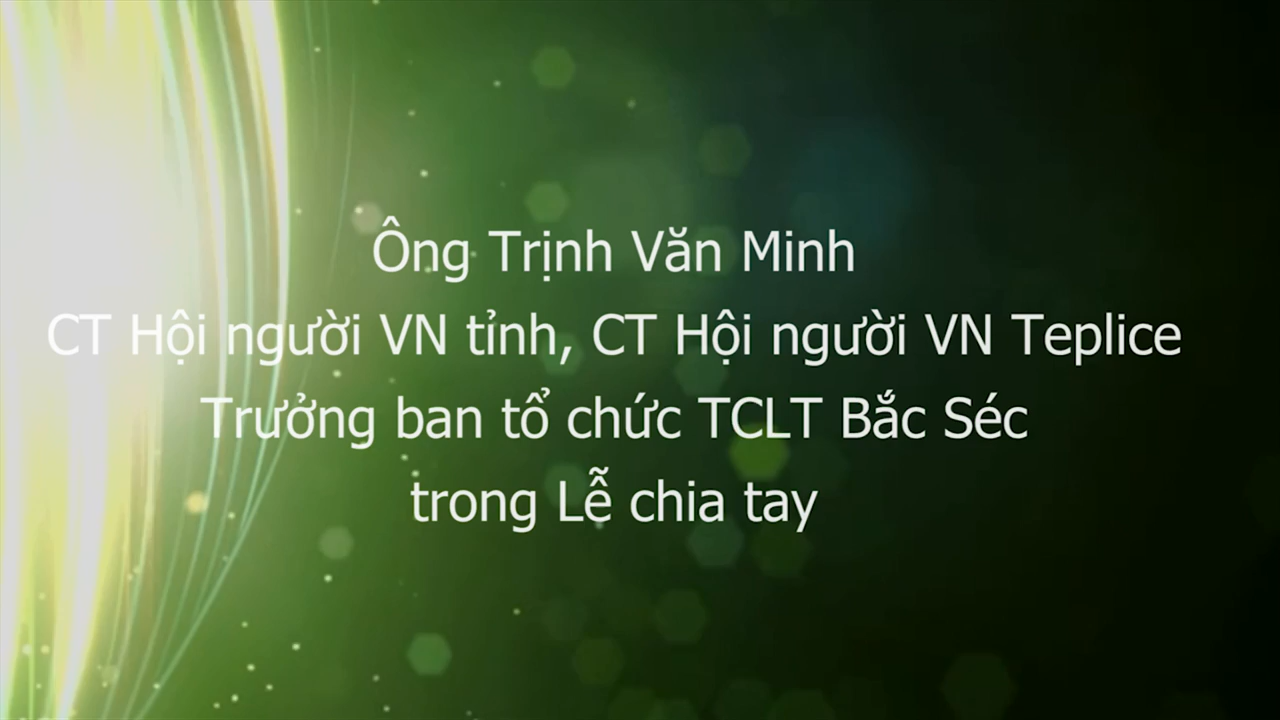 Ông Trịnh Văn Minh
CT Hội người VN tỉnh, CT Hội người VN Teplice
Trưởng ban tổ chức TCLT Bắc Séc
trong Lễ chia tay